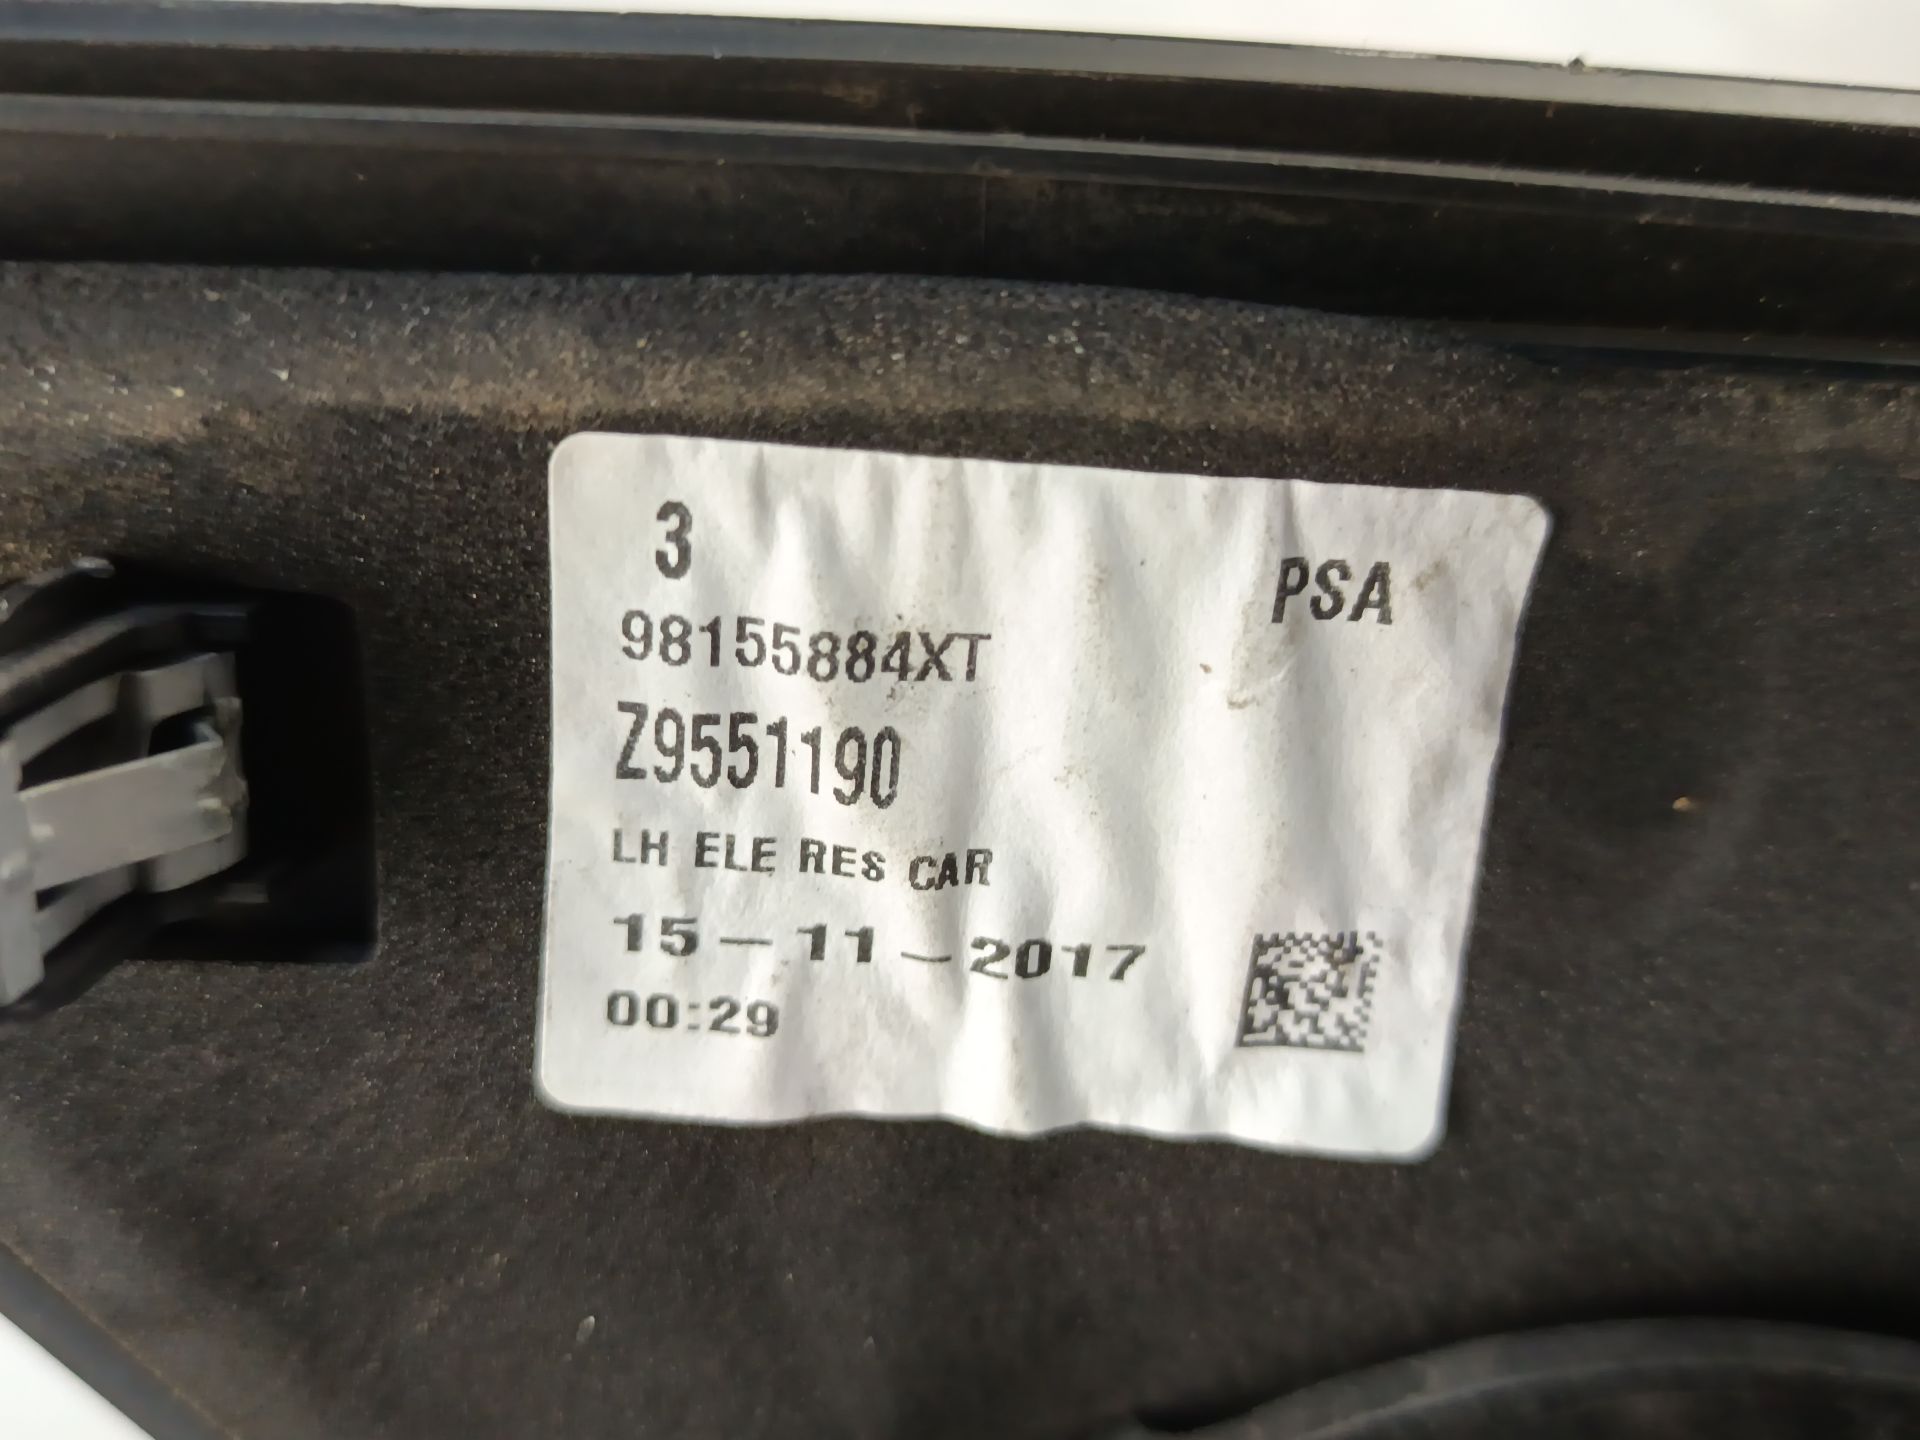 3
PSA
98155884XT
Z9551190
LH ELE RES CAR
15-11-2017
00:29